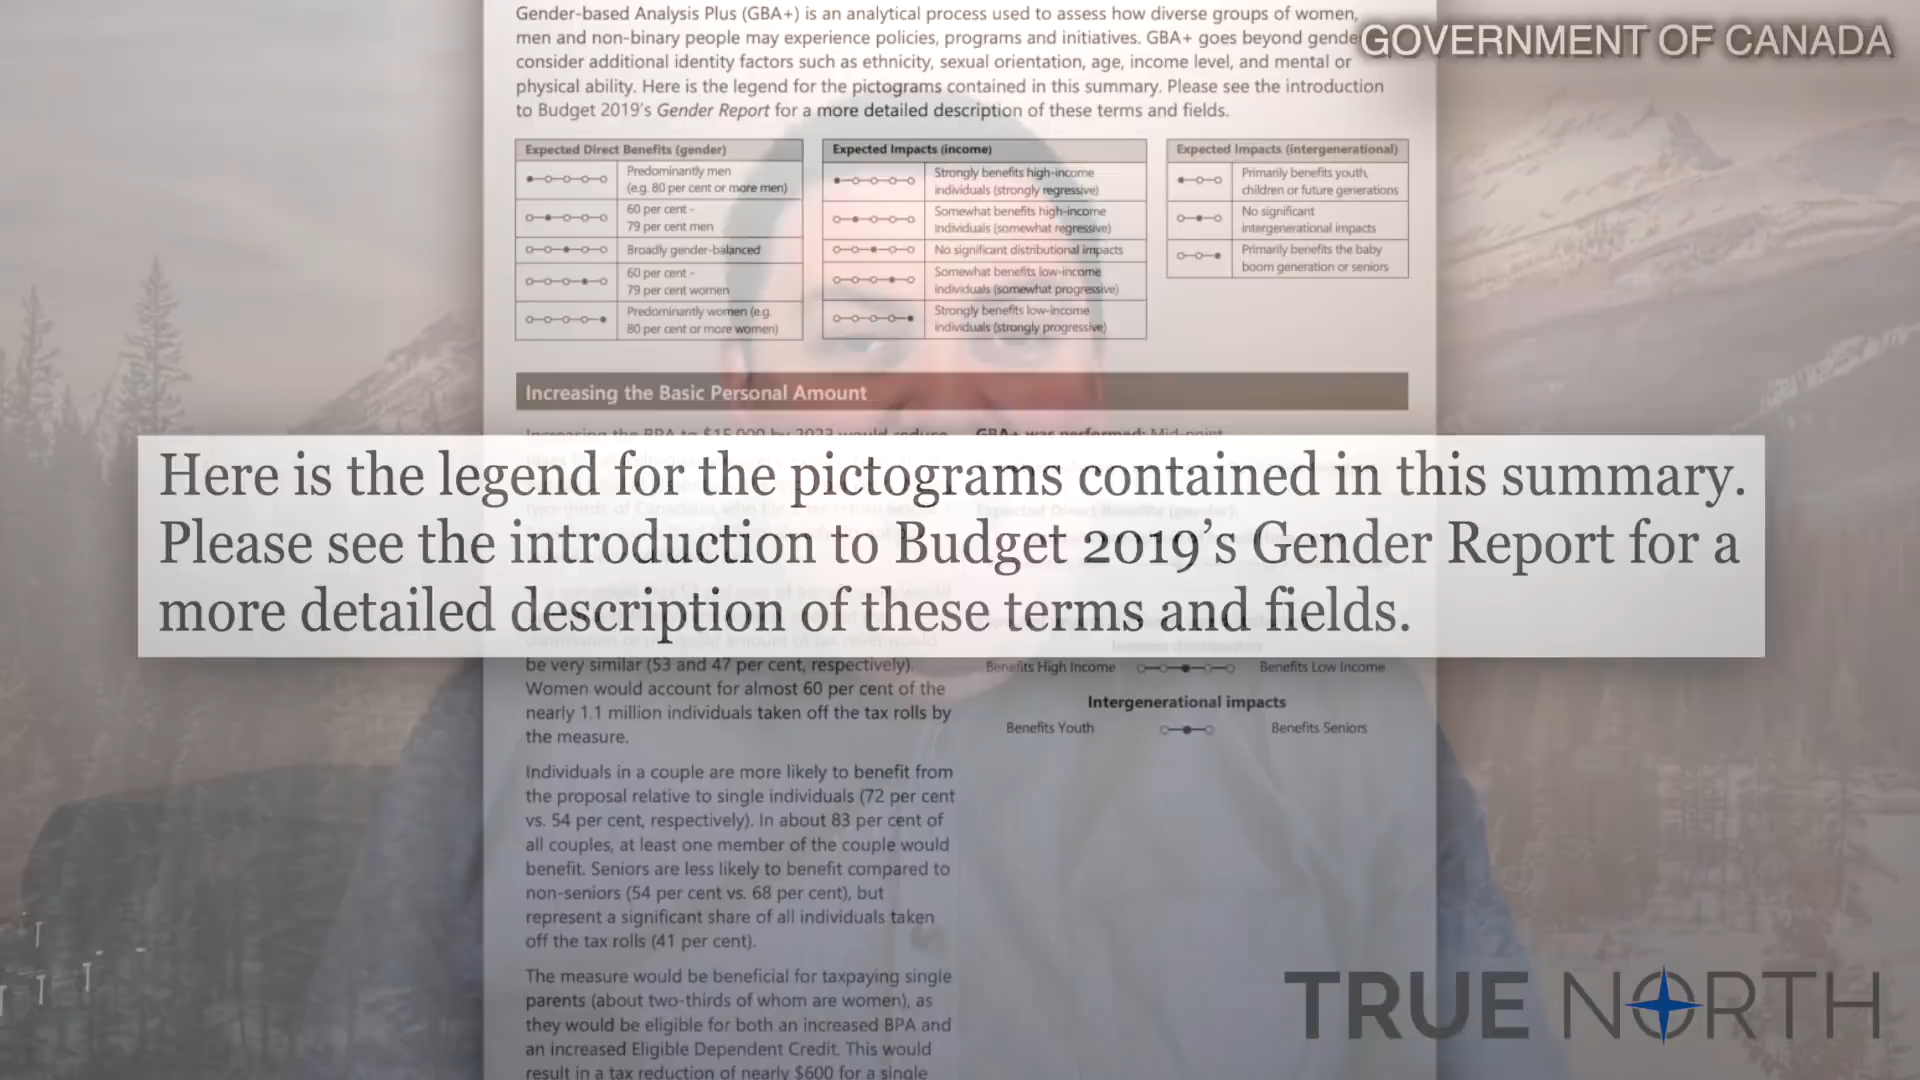 Gender-based Analysis Plus (GBA+) is an analytical process used to assess how diverse groups of women,
men and non-binary people may experience policies, programs and initiatives. GBA+ goes beyond gende
GOVERNMENT OF CANADA
consider additional identity factors such as ethnicity, sexual orientation, age, income level, and mental or
physical ability. Here is the legend for the pictograms contained in this summary. Please see the introduction
to Budget 2019's Gender Report for a more detailed description of these terms and fields.
Expected Direct Benefits (gender)
Predominantly men
(e.g. 80 per cent or more men)
60 per cent -
79 per cent men
Broadly gender-balanced
60 per cent -
79 per cent women
Predominantly women (e.g.
80 per cent or more women)
Expected Impacts (income)
Strongly benefits high-income
individuals (strongly regressive)
Somewhat benefits high-income
individuals (somewhat regressive)
No significant distributional impacts
Somewhat benefits low-income
individuals (somewhat progressive)
Strongly benefits low-income
individuals (strongly progressive)
Expected Impacts (intergenerational)
Primarily benefits youth,
children or future generations
No significant
intergenerational impacts
Primarily benefits the baby
boom generation or seniors
Increasing the Basic Personal Amount
Increasing the BPA to $15,000 by 2023 would reduce
GBA+ was performed: Mid-point
Here is the legend for the pictograms contained in this summary.
Please see the introduction to Budget 2019's Gender Report for a
more detailed description of these terms and fields.
be very similar (53 and 47 per cent, respectively).
Women would account for almost 60 per cent of the
nearly 1.1 million individuals taken off the tax rolls by
the measure.
Individuals in a couple are more likely to benefit from
the proposal relative to single individuals (72 per cent
vs. 54 per cent, respectively). In about 83 per cent of
all couples, at least one member of the couple would
benefit. Seniors are less likely to benefit compared to
non-seniors (54 per cent vs. 68 per cent), but
represent a significant share of all individuals taken
off the tax rolls (41 per cent).
The measure would be beneficial for taxpaying single
parents (about two-thirds of whom are women), as
they would be eligible for both an increased BPA and
an increased Eligible Dependent Credit. This would
result in a tax reduction of nearly $600 for a single
Benefits High Income
Benefits Low Income
Intergenerational impacts
Benefits Youth
Benefits Seniors
TRUE NORTH